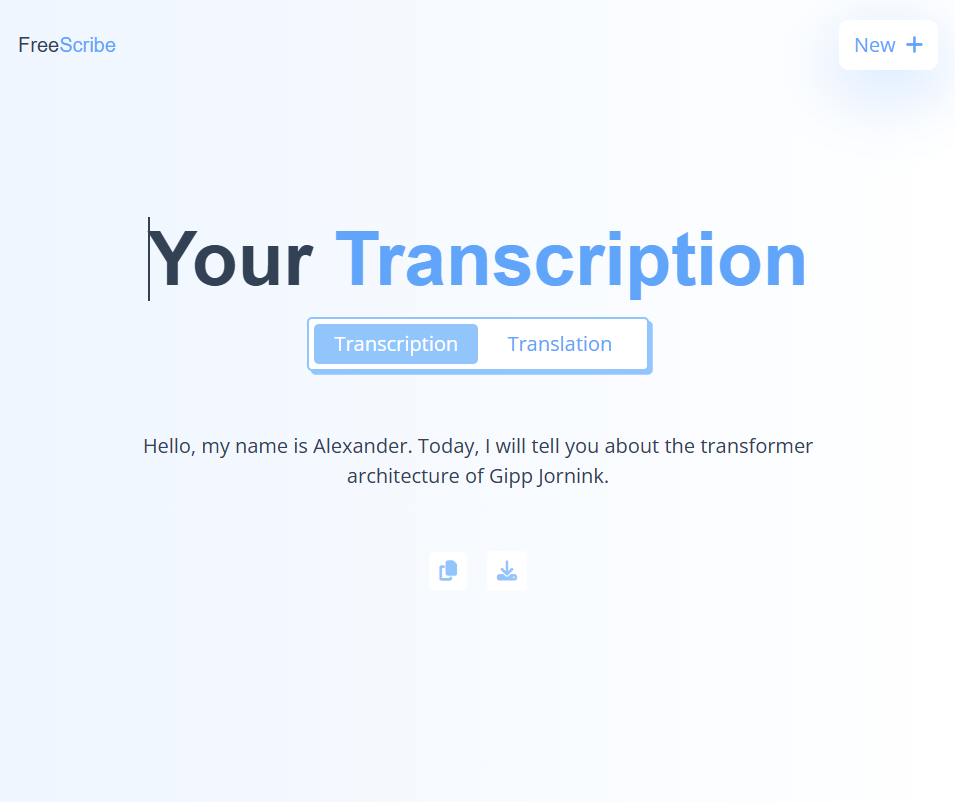 FreeScribe
New +
Your Transcription
Transcription Translation
Hello, my name is Alexander. Today, I will tell you about the transformer
architecture of Gipp Jornink.